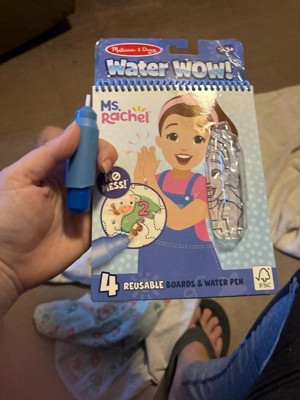 Melissa & Doug
Water WOW!
Ms.
Rachel
NO
MESS!
2
4 REUSABLE BOARDS & WATER PEN
FSC